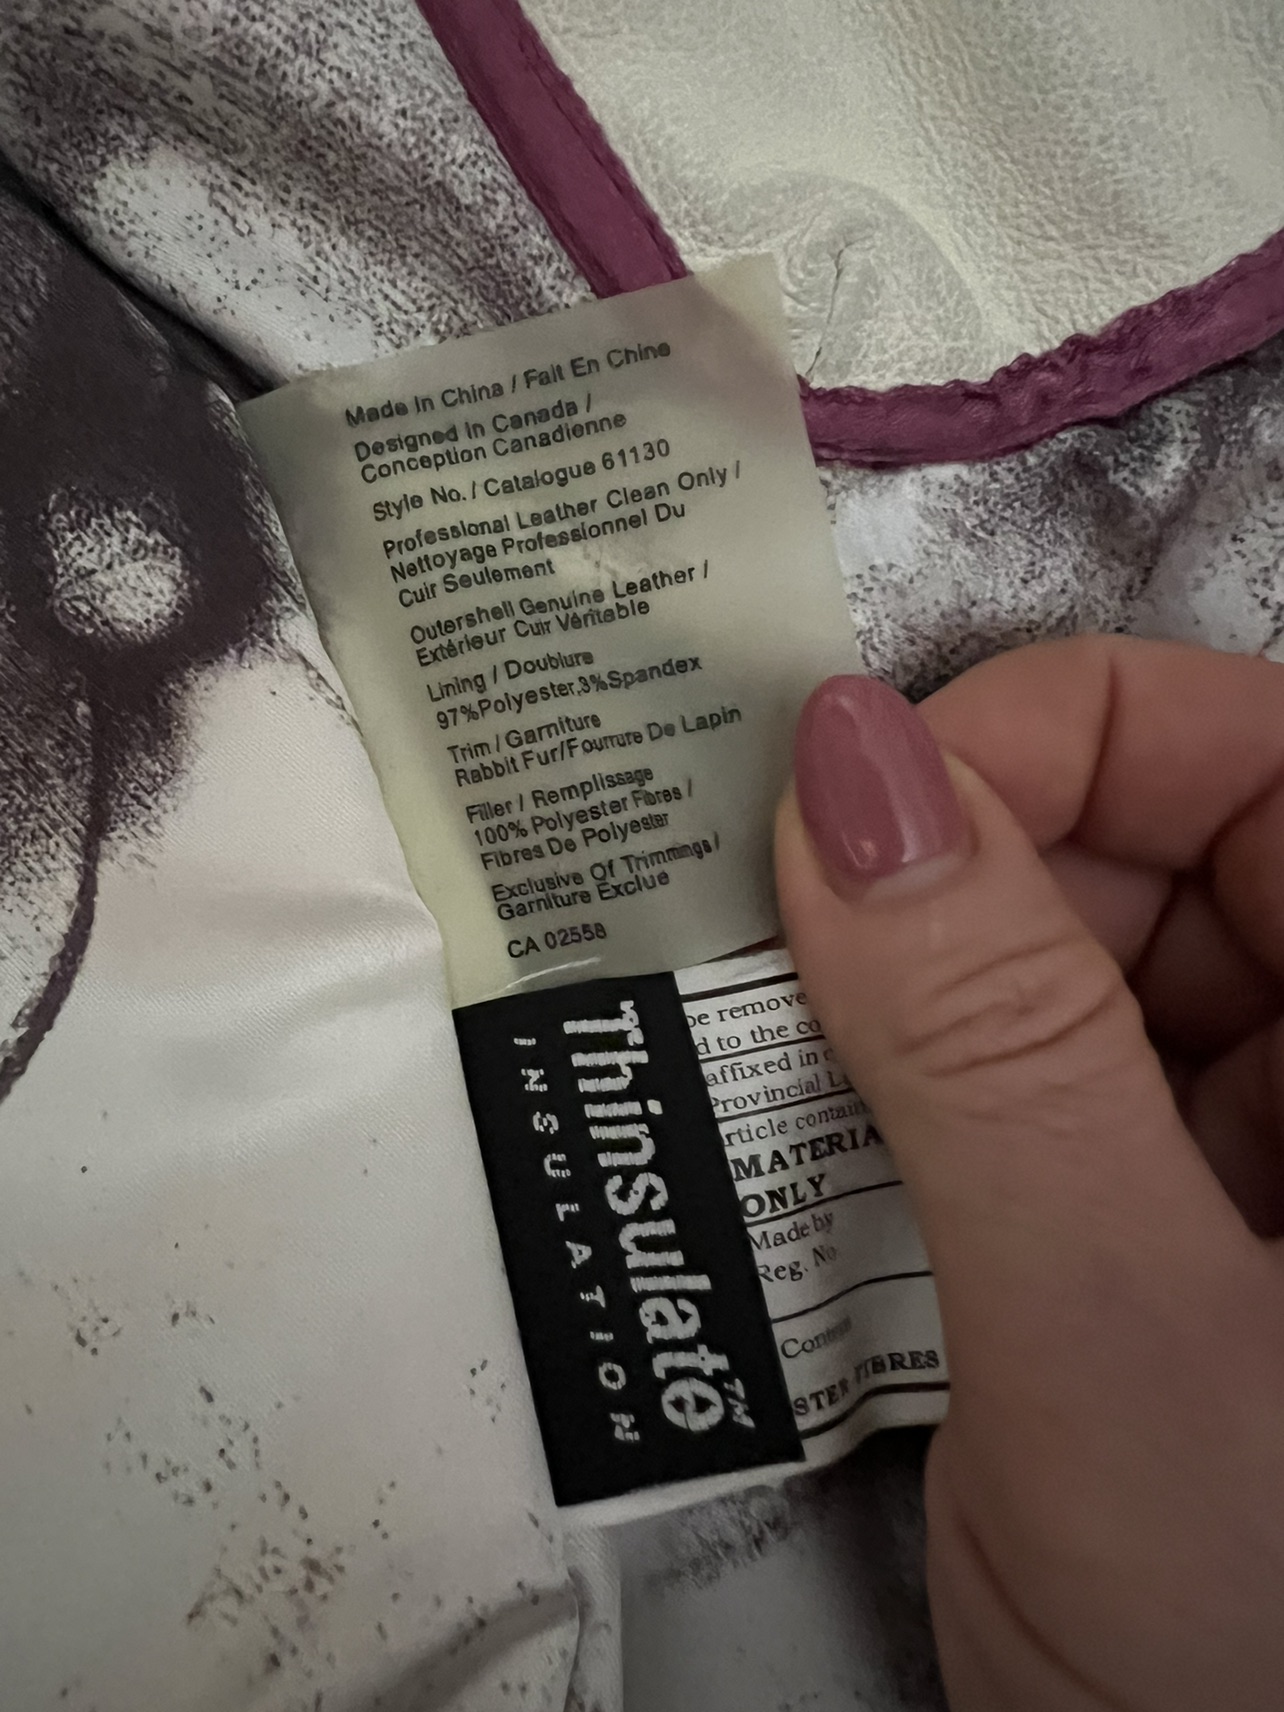 Made In China / Fait En Chine
Designed In Canada /
Conception Canadienne
Style No. / Catalogue 61130
Professional Leather Clean Only /
Nettoyage Professionnel Du
Cuir Seulement
Outershell Genuine Leather /
Extérieur Cuir Véritable
Lining / Doublure
97%Polyester,3%Spandex
Trim / Garniture
Rabbit Fur/Fourrure De Lapin
Filler / Remplissage
100% Polyester Fibres /
Fibres De Polyester
Exclusive Of Trimmings/
Garniture Exclue
CA 02558
Thinsulate™
INSULATION
be remove
d to the co
affixed in
Provincial
rticle contain
MATERIA
ONLY
Made by
Reg. No
Content
STER FIBRES